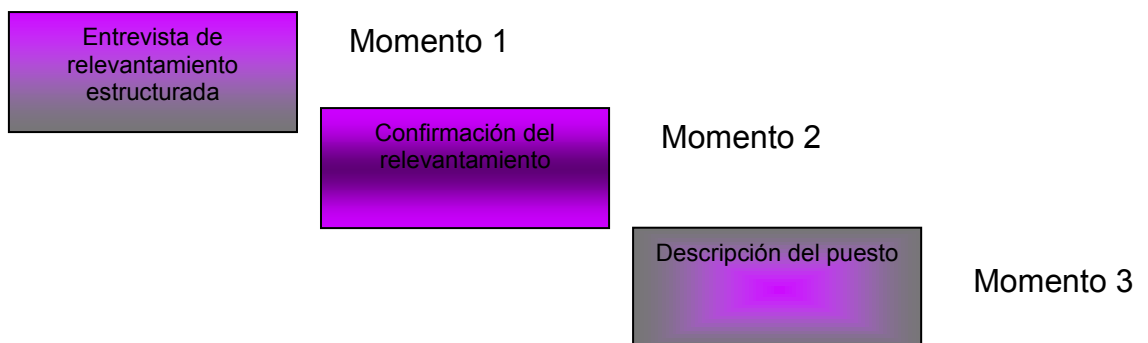 Entrevista de
relevantamiento
estructurada
Momento 1
Confirmación del
relevantamiento
Momento 2
Descripción del puesto
Momento 3